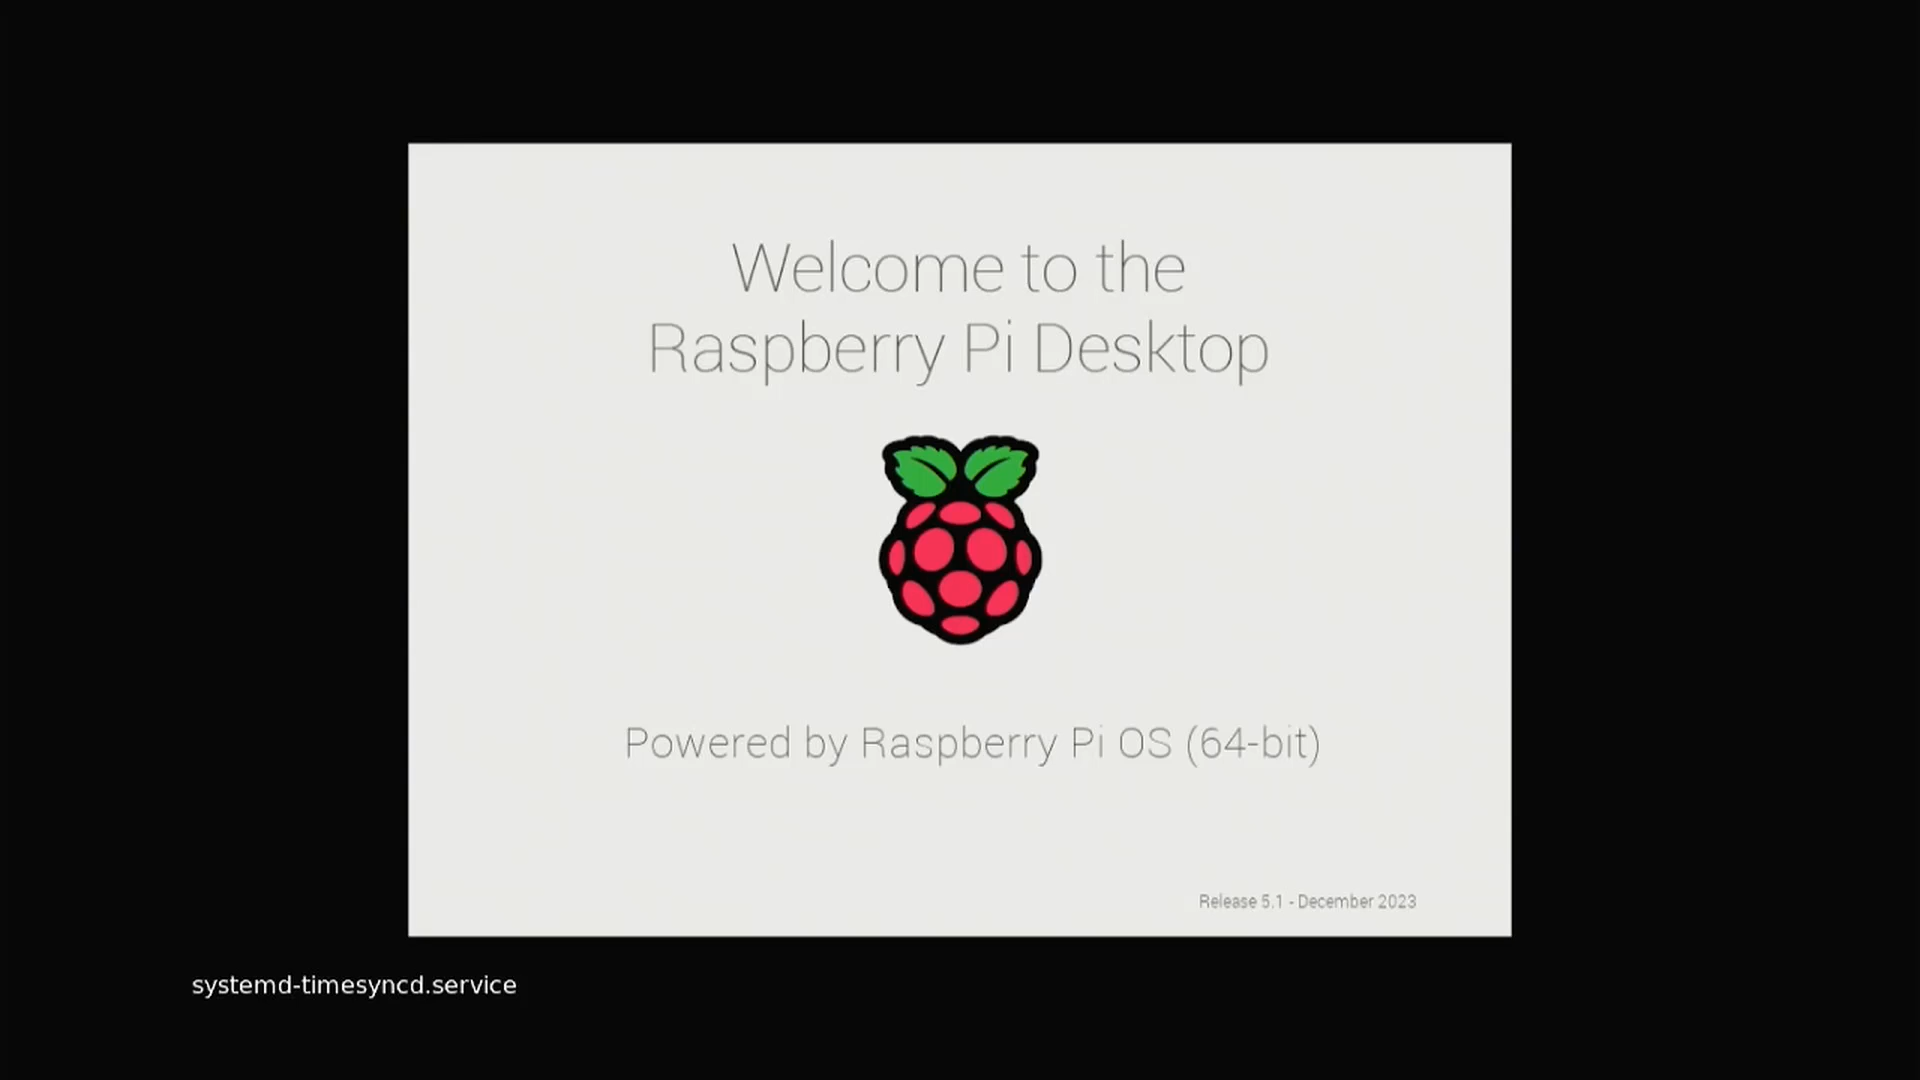 Welcome to the
Raspberry Pi Desktop
Powered by Raspberry Pi OS (64-bit)
Release 5.1 - December 2023
systemd-timesyncd.service